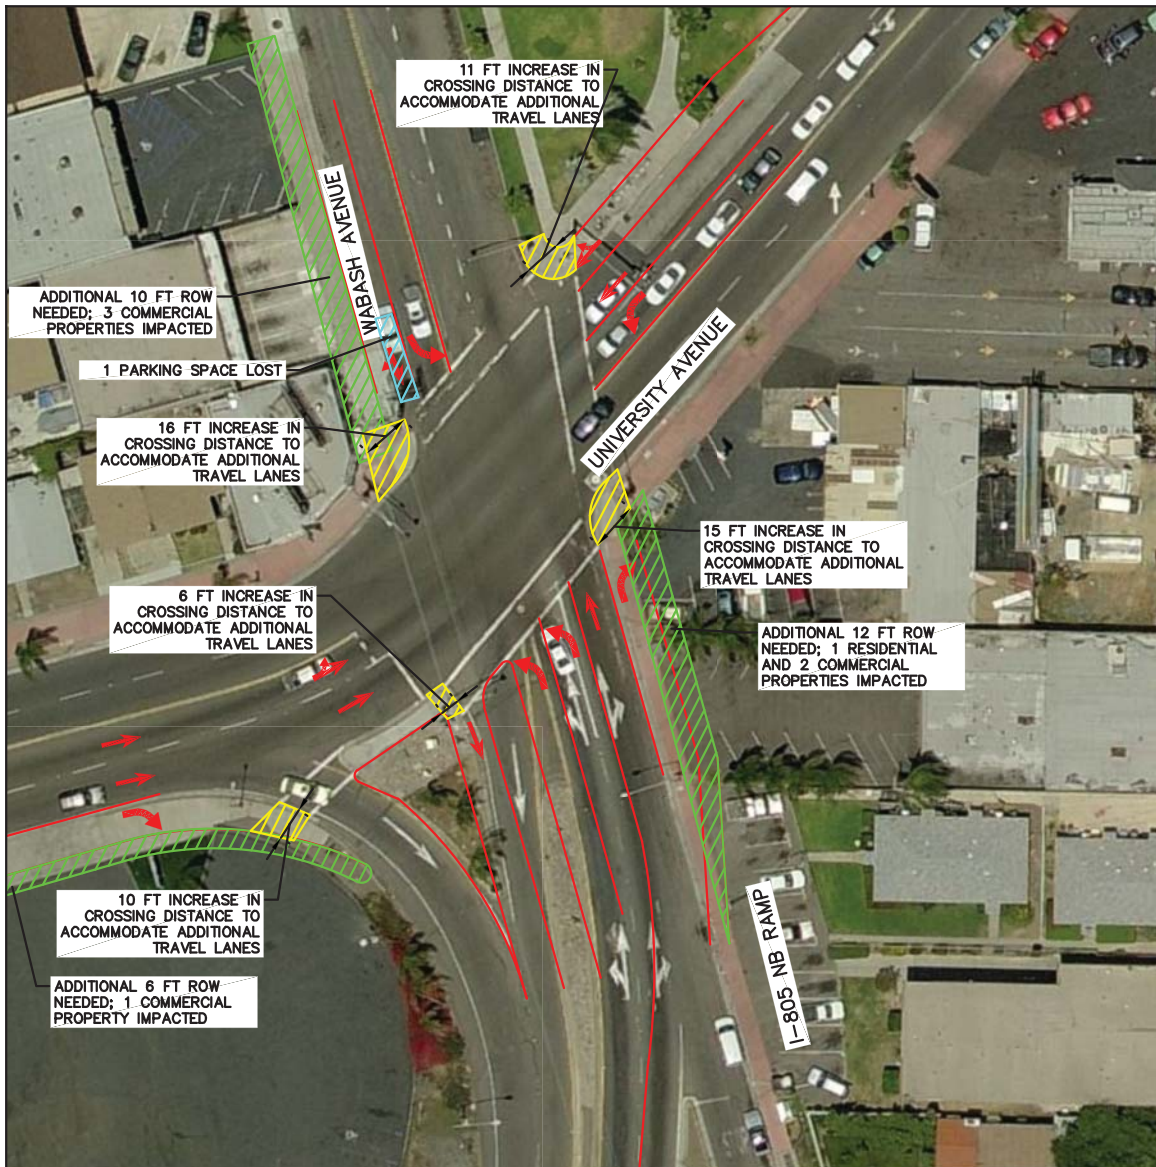 11 FT INCREASE IN
CROSSING DISTANCE TO
ACCOMMODATE ADDITIONAL
TRAVEL LANES
WABASH AVENUE
ADDITIONAL 10 FT ROW
NEEDED; 3 COMMERCIAL
PROPERTIES IMPACTED
1 PARKING SPACE LOST
UNIVERSITY AVENUE
16 FT INCREASE IN
CROSSING DISTANCE TO
ACCOMMODATE ADDITIONAL
TRAVEL LANES
15 FT INCREASE IN
CROSSING DISTANCE TO
ACCOMMODATE ADDITIONAL
TRAVEL LANES
6 FT INCREASE IN
CROSSING DISTANCE TO
ACCOMMODATE ADDITIONAL
TRAVEL LANES
ADDITIONAL 12 FT ROW
NEEDED; 1 RESIDENTIAL
AND 2 COMMERCIAL
PROPERTIES IMPACTED
10 FT INCREASE IN
CROSSING DISTANCE TO
ACCOMMODATE ADDITIONAL
TRAVEL LANES
I-805 NB RAMP
ADDITIONAL 6 FT ROW
NEEDED; 1 COMMERCIAL
PROPERTY IMPACTED